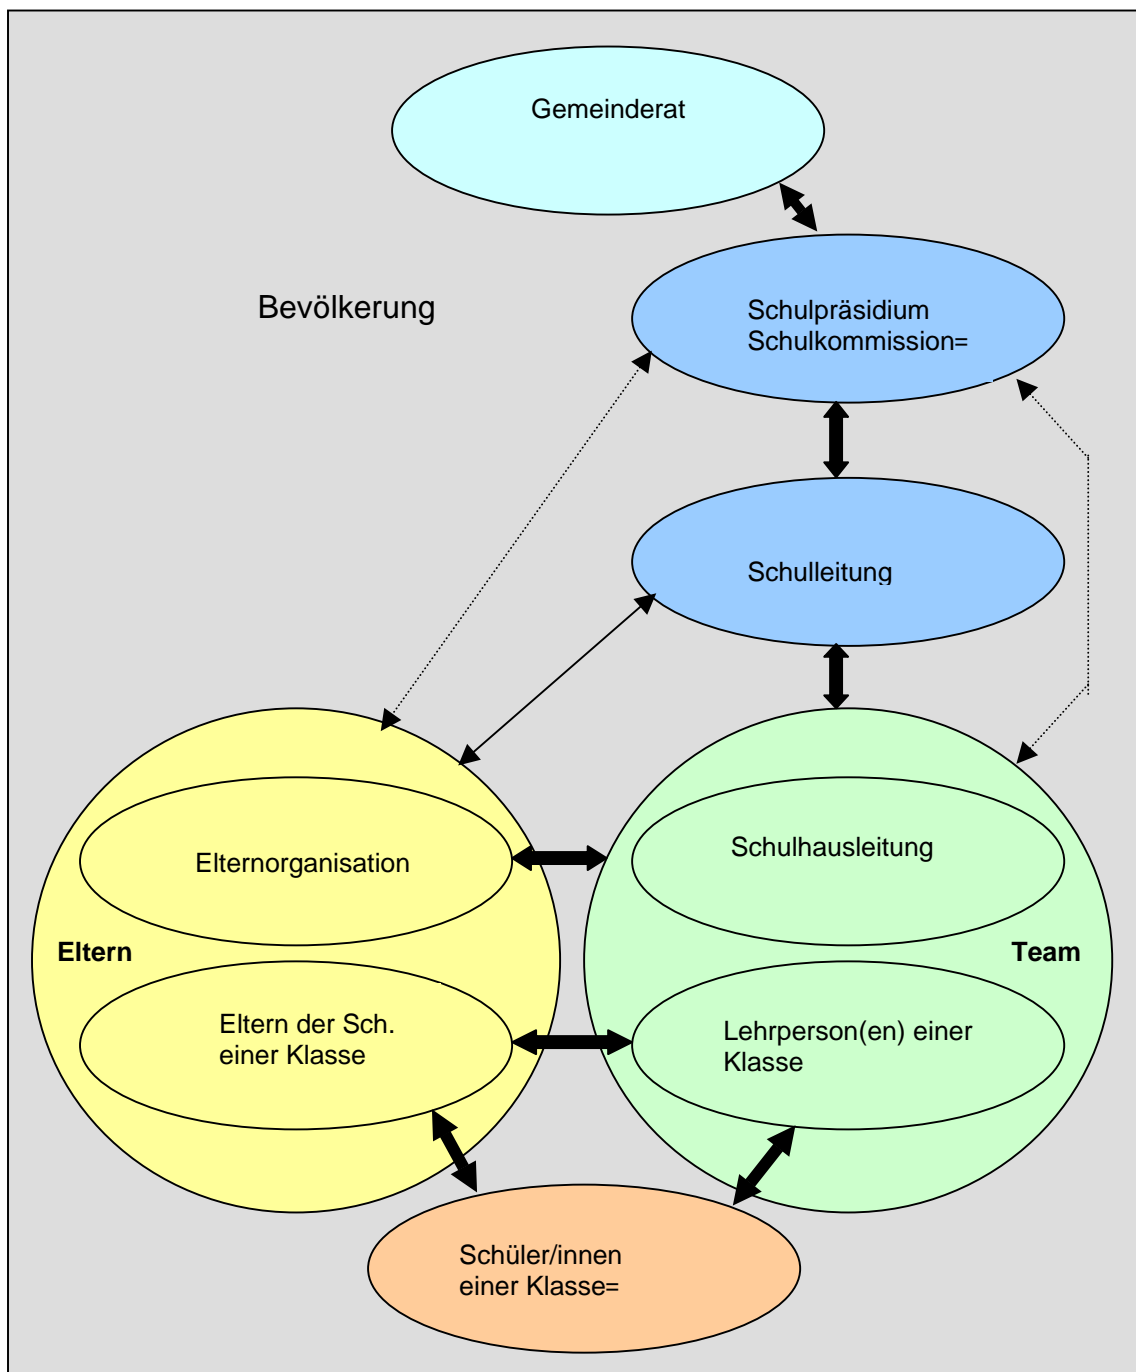 Gemeinderat
Bevölkerung
Schulpräsidium
Schulkommission=
Schulleitung
Elternorganisation
Schulhausleitung
Eltern
Team
Eltern der Sch.
einer Klasse
Lehrperson(en) einer
Klasse
Schüler/innen
einer Klasse=